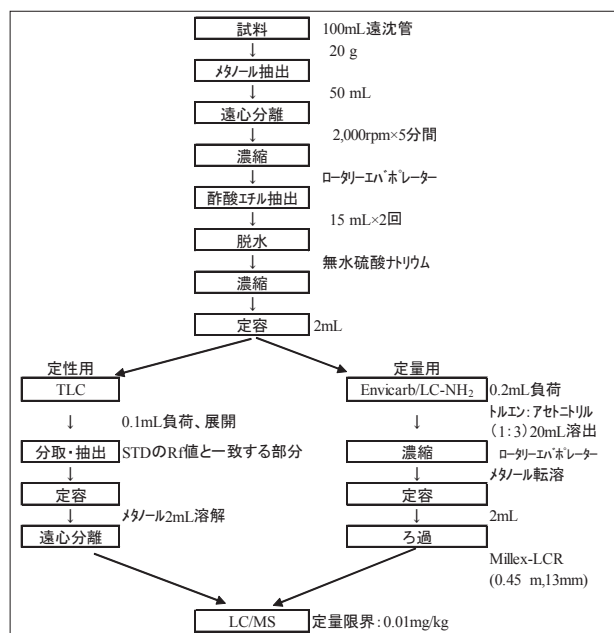 試料 100mL遠沈管
↓ 20 g
メタノール抽出
↓ 50 mL
遠心分離
↓ 2,000rpm×5分間
濃縮
↓ ロータリーエバポレーター
酢酸エチル抽出
↓ 15 mL×2回
脱水
↓ 無水硫酸ナトリウム
濃縮
↓
定容 2mL
定性用
TLC
↓ 0.1mL負荷、展開
分取・抽出 STDのRf値と一致する部分
↓
定容
↓ メタノール2mL溶解
遠心分離
定量用
Envicarb/LC-NH₂ 0.2mL負荷
トルエン:アセトニトリル
↓ (1:3)20mL溶出
濃縮 ロータリーエバポレーター
↓ メタノール転溶
定容
↓ 2mL
ろ過
Millex-LCR
(0.45 m,13mm)
LC/MS 定量限界:0.01mg/kg